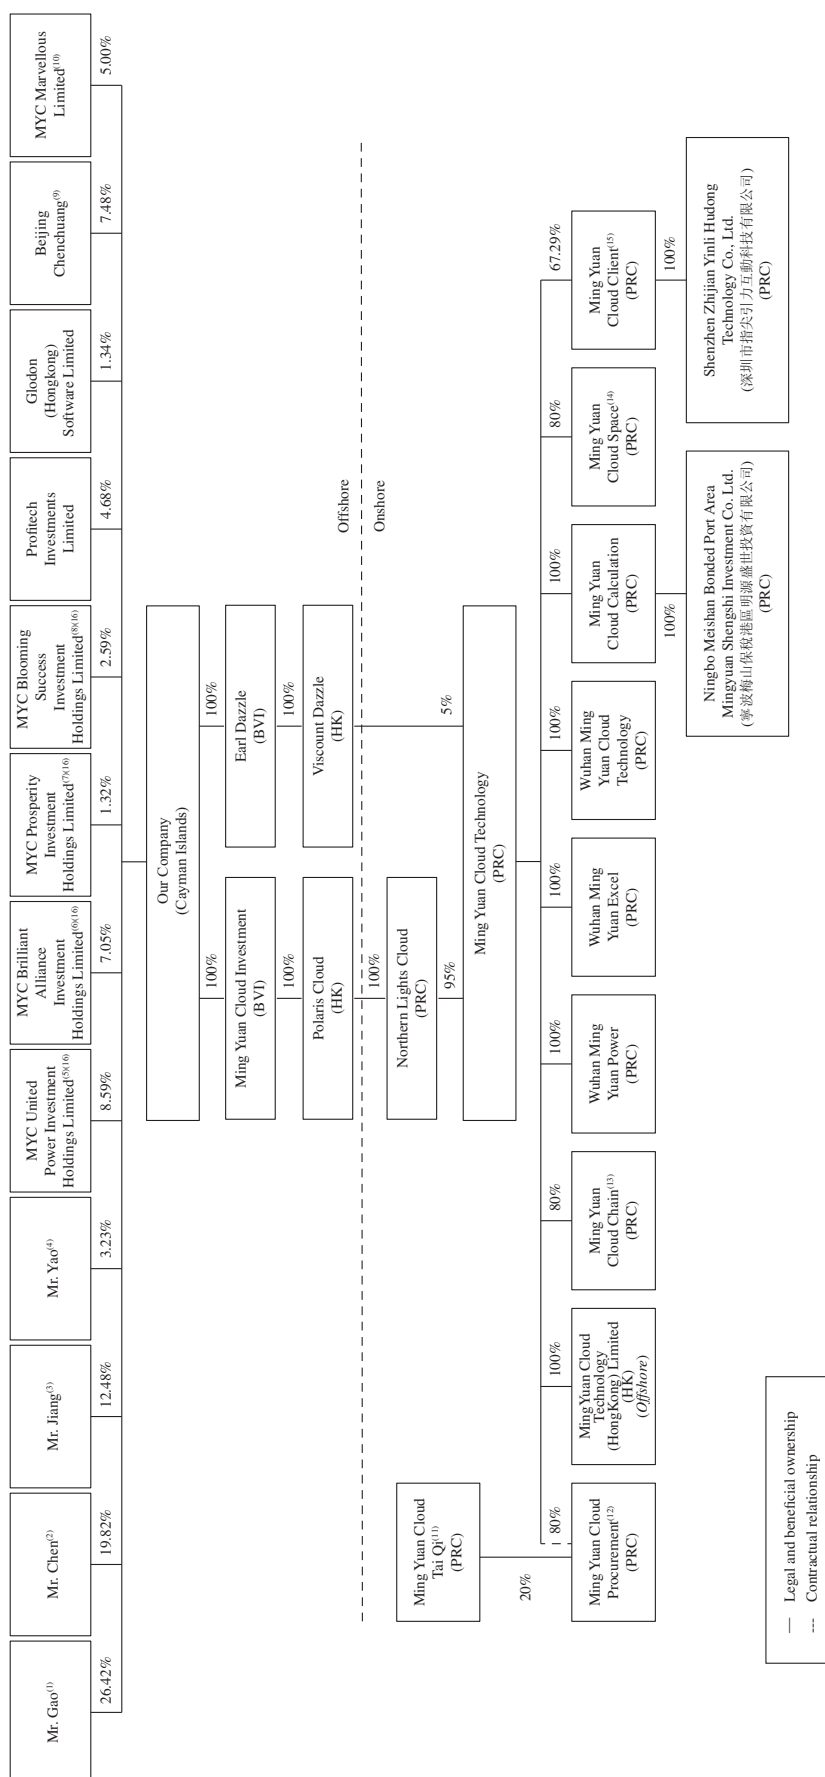 Mr. Gao(1)
26.42%
Mr. Chen(2)
19.82%
Mr. Jiang(3)
12.48%
Mr. Yao(4)
3.23%
MYC United
Power Investment
Holdings Limited(5)(16)
8.59%
MYC Brilliant
Alliance
Investment
Holdings Limited(6)(16)
7.05%
MYC Prosperity
Investment
Holdings Limited(7)(16)
1.32%
MYC Blooming
Success
Investment
Holdings Limited(8)(16)
2.59%
Profitech
Investments
Limited
4.68%
Glodon
(Hongkong)
Software Limited
1.34%
Beijing
Chenchuang(9)
7.48%
MYC Marvellous
Limited(10)
5.00%
Our Company
(Cayman Islands)
100%
100%
Ming Yuan Cloud Investment
(BVI)
Earl Dazzle
(BVI)
100%
100%
Polaris Cloud
(HK)
Viscount Dazzle
(HK)
Offshore
Onshore
100%
Northern Lights Cloud
(PRC)
95%
5%
Ming Yuan Cloud Technology
(PRC)
Ming Yuan Cloud
Tai Qi(11)
(PRC)
20%
80%
100%
80%
100%
100%
100%
100%
80%
67.29%
Ming Yuan Cloud
Procurement(12)
(PRC)
Ming Yuan Cloud
Technology
(HongKong) Limited
(HK)
(Offshore)
Ming Yuan
Cloud Chain(13)
(PRC)
Wuhan Ming
Yuan Power
(PRC)
Wuhan Ming
Yuan Excel
(PRC)
Wuhan Ming
Yuan Cloud
Technology
(PRC)
Ming Yuan
Cloud Calculation
(PRC)
Ming Yuan
Cloud Space(14)
(PRC)
Ming Yuan
Cloud Client(15)
(PRC)
100%
100%
Ningbo Meishan Bonded Port Area
Mingyuan Shengshi Investment Co. Ltd.
(寧波梅山保稅港區明源盛世投資有限公司)
(PRC)
Shenzhen Zhijian Yinli Hudong
Technology Co., Ltd.
(深圳市指尖引力互動科技有限公司)
(PRC)
— Legal and beneficial ownership
--- Contractual relationship